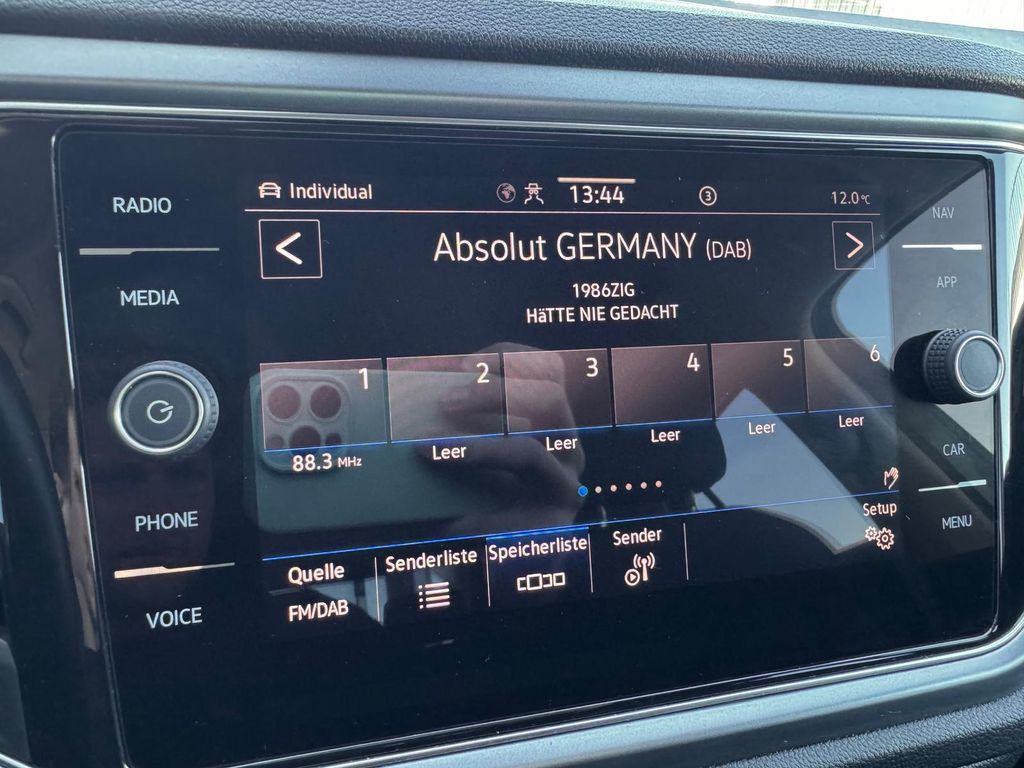 RADIO
MEDIA
PHONE
VOICE
Individual
13:44
3
12.0 °C
Absolut GERMANY (DAB)
1986ZIG
HäTTE NIE GEDACHT
1 2 3 4 5 6
88.3 MHz Leer Leer Leer Leer Leer
Quelle
FM/DAB
Senderliste
Speicherliste
Sender
Setup
NAV
APP
CAR
MENU